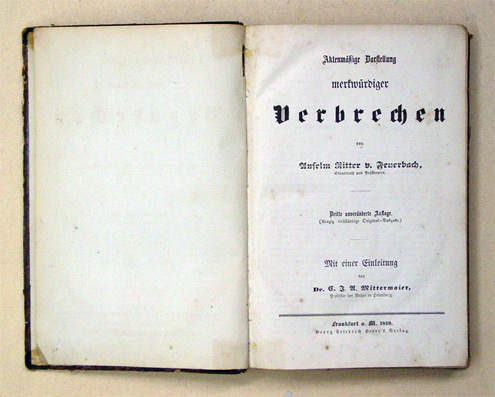 Aktenmäßige Darstellung
merkwürdiger
Verbrechen
von
Anselm Ritter v. Feuerbach,
Staatsrath und Präsidenten.
Dritte unveränderte Auflage.
(Einzig vollständige Original-Ausgabe.)
Mit einer Einleitung
von
Dr. C. J. A. Mittermaier,
Professor der Rechte in Heidelberg.
Frankfurt a. M. 1849.
Georg Friedrich Heyer's Verlag.